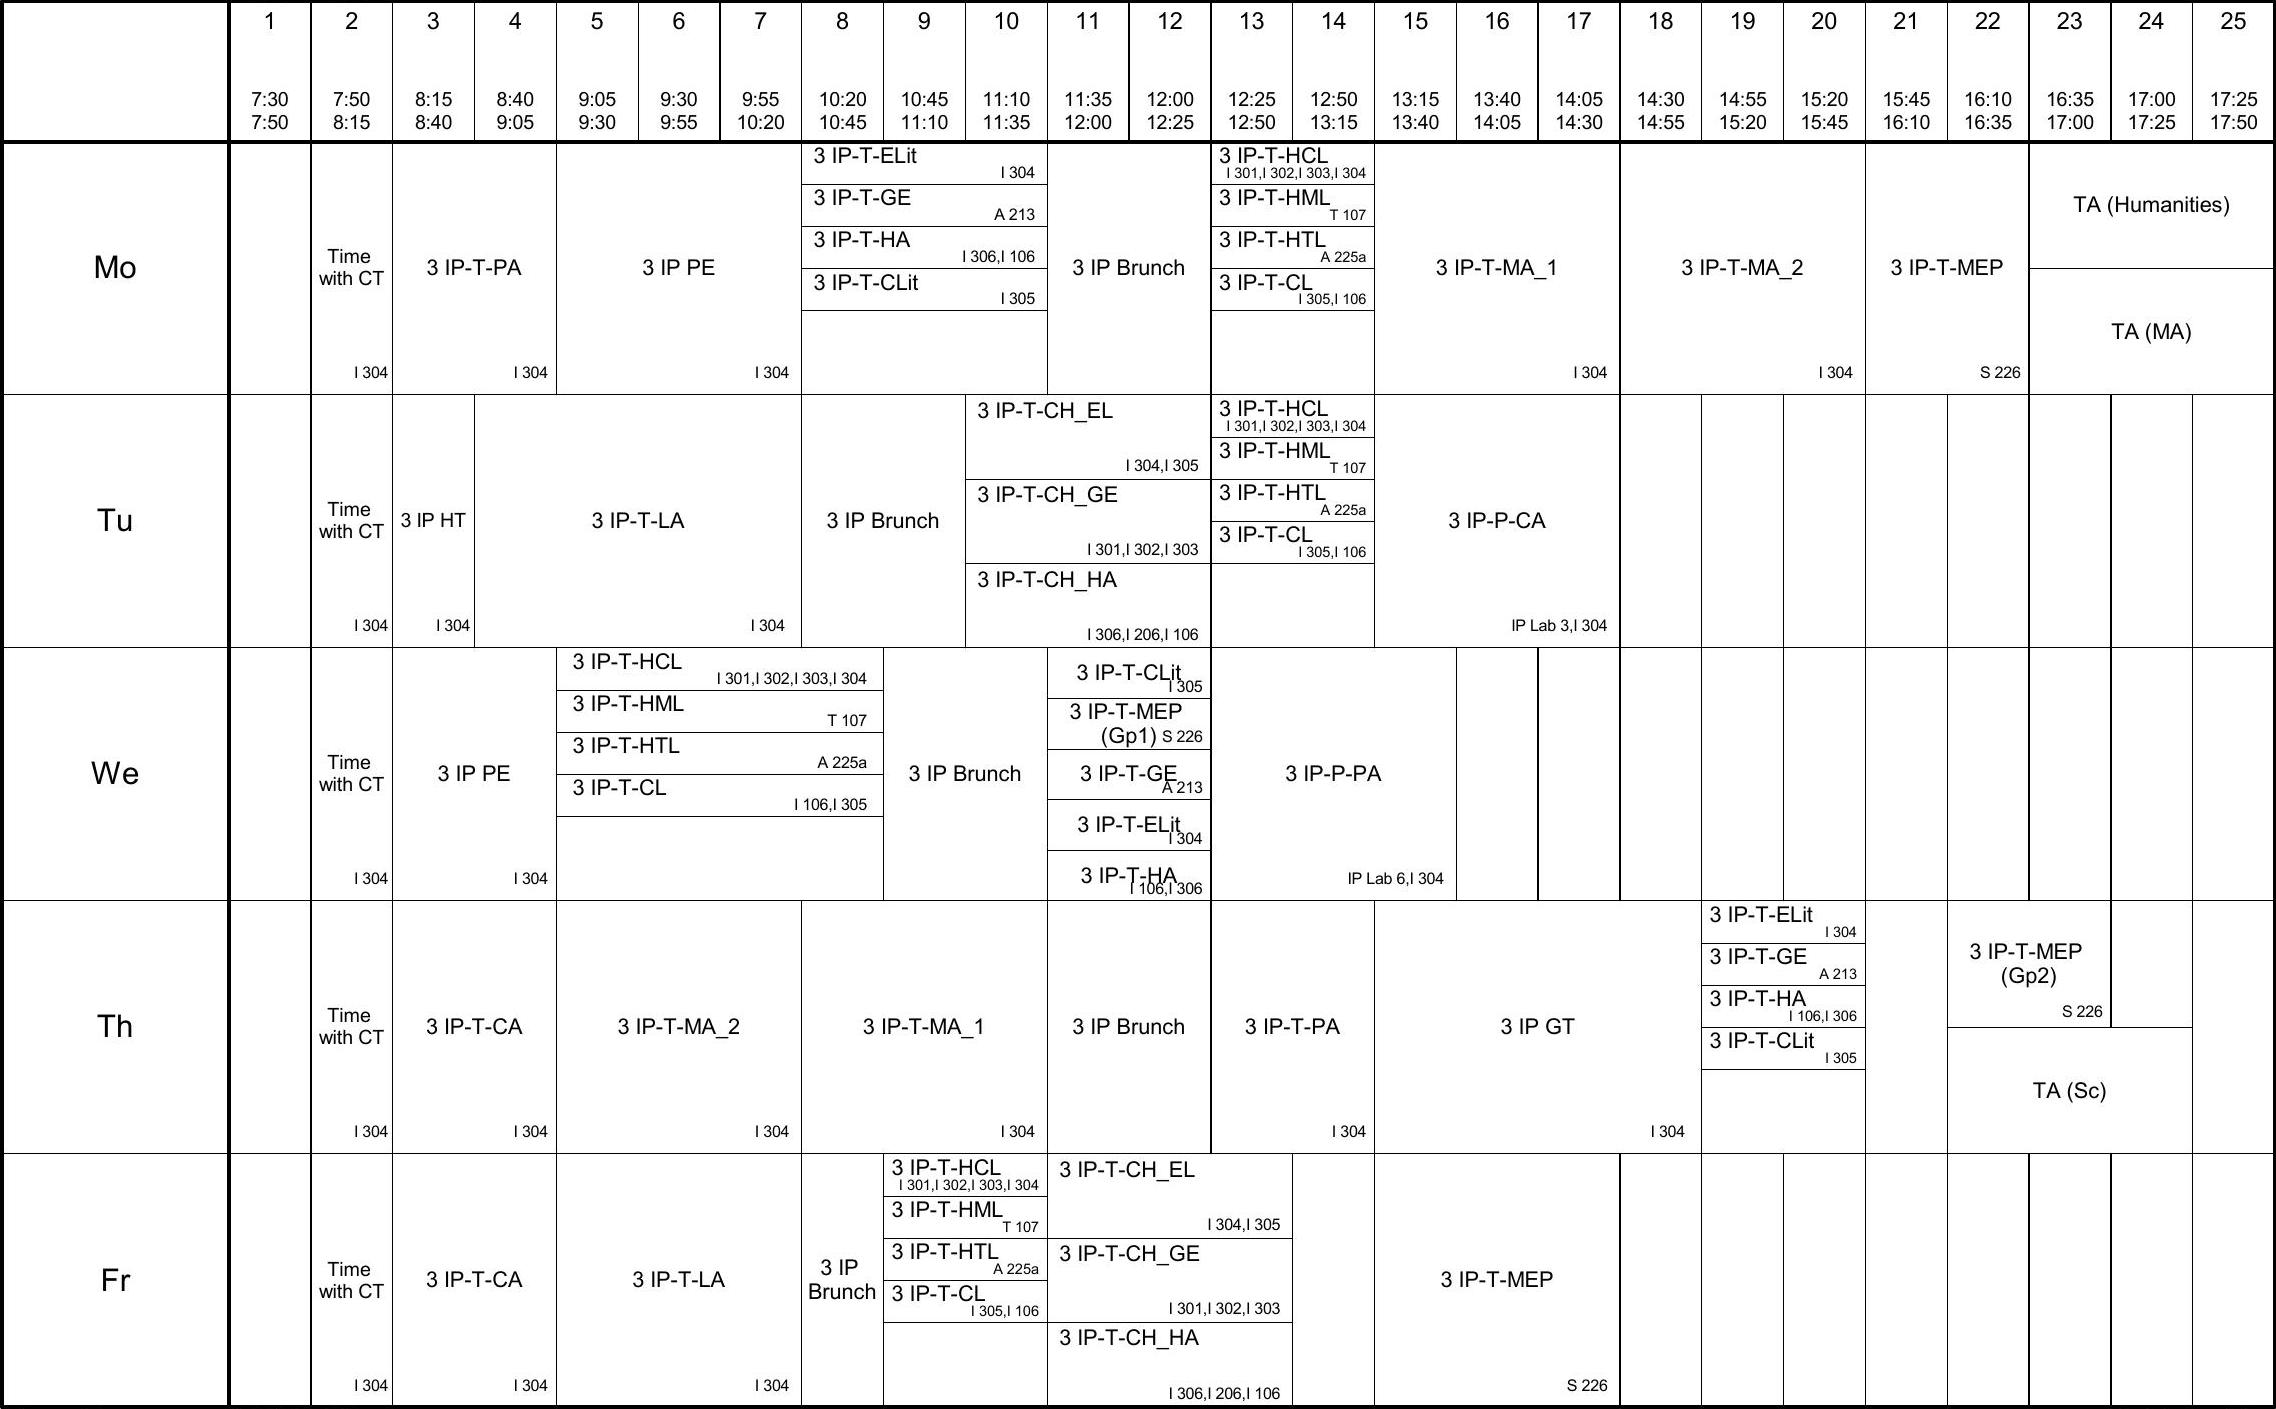 1 2 3 4 5 6 7 8 9 10 11 12 13 14 15 16 17 18 19 20 21 22 23 24 25
7:30 7:50 8:15 8:40 9:05 9:30 9:55 10:20 10:45 11:10 11:35 12:00 12:25 12:50 13:15 13:40 14:05 14:30 14:55 15:20 15:45 16:10 16:35 17:00 17:25
7:50 8:15 8:40 9:05 9:30 9:55 10:20 10:45 11:10 11:35 12:00 12:25 12:50 13:15 13:40 14:05 14:30 14:55 15:20 15:45 16:10 16:35 17:00 17:25 17:50
Mo
Time
with CT
I 304
3 IP-T-PA
I 304
3 IP PE
I 304
3 IP-T-ELit
I 304
3 IP-T-GE
A 213
3 IP-T-HA
I 306,I 106
3 IP-T-CLit
I 305
3 IP Brunch
3 IP-T-HCL
I 301,I 302,I 303,I 304
3 IP-T-HML
T 107
3 IP-T-HTL
A 225a
3 IP-T-CL
I 305,I 106
3 IP-T-MA_1
I 304
3 IP-T-MA_2
I 304
3 IP-T-MEP
S 226
TA (Humanities)
TA (MA)
Tu
Time
with CT
I 304
3 IP HT
I 304
3 IP-T-LA
I 304
3 IP Brunch
3 IP-T-CH_EL
I 304,I 305
3 IP-T-CH_GE
I 301,I 302,I 303
3 IP-T-CH_HA
I 306,I 206,I 106
3 IP-T-HCL
I 301,I 302,I 303,I 304
3 IP-T-HML
T 107
3 IP-T-HTL
A 225a
3 IP-T-CL
I 305,I 106
3 IP-P-CA
IP Lab 3,I 304
We
Time
with CT
I 304
3 IP PE
I 304
3 IP-T-HCL
I 301,I 302,I 303,I 304
3 IP-T-HML
T 107
3 IP-T-HTL
A 225a
3 IP-T-CL
I 106,I 305
3 IP Brunch
3 IP-T-CLit
I 305
3 IP-T-MEP
(Gp1) S 226
3 IP-T-GE
A 213
3 IP-T-ELit
I 304
3 IP-T-HA
I 106,I 306
3 IP-P-PA
IP Lab 6,I 304
Th
Time
with CT
I 304
3 IP-T-CA
I 304
3 IP-T-MA_2
I 304
3 IP-T-MA_1
I 304
3 IP Brunch
3 IP-T-PA
I 304
3 IP GT
I 304
3 IP-T-ELit
I 304
3 IP-T-GE
A 213
3 IP-T-HA
I 106,I 306
3 IP-T-CLit
I 305
3 IP-T-MEP
(Gp2)
S 226
TA (Sc)
Fr
Time
with CT
I 304
3 IP-T-CA
I 304
3 IP-T-LA
I 304
3 IP
Brunch
3 IP-T-HCL
I 301,I 302,I 303,I 304
3 IP-T-HML
T 107
3 IP-T-HTL
A 225a
3 IP-T-CL
I 305,I 106
3 IP-T-CH_EL
I 304,I 305
3 IP-T-CH_GE
I 301,I 302,I 303
3 IP-T-CH_HA
I 306,I 206,I 106
3 IP-T-MEP
S 226